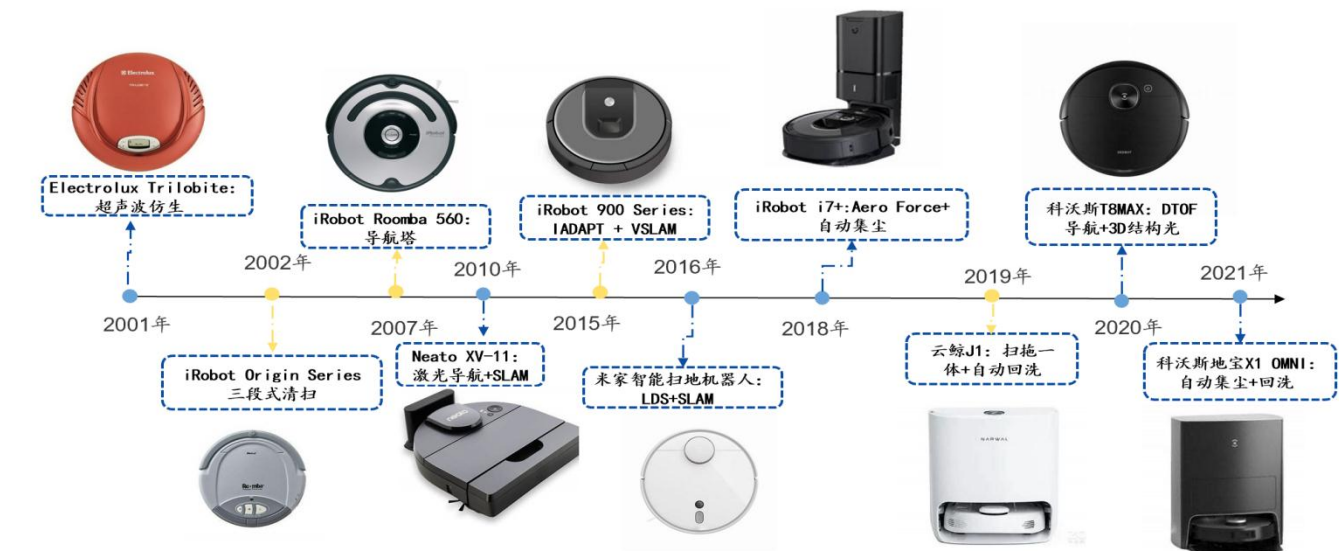 Electrolux
Electrolux Trilobite:
超声波仿生
iRobot Roomba 560:
导航塔
iRobot 900 Series:
IADAPT + VSLAM
iRobot i7+:Aero Force+
自动集尘
科沃斯T8MAX: DTOF
导航+3D结构光
2002年
2010年
2016年
2019年
2021年
2001年
2007年
2015年
2018年
2020年
iRobot Origin Series
三段式清扫
Neato XV-11:
激光导航+SLAM
米家智能扫地机器人:
LDS+SLAM
云鲸J1: 扫拖一
体+自动回洗
科沃斯地宝X1 OMNI:
自动集尘+回洗
neato
NARWAL